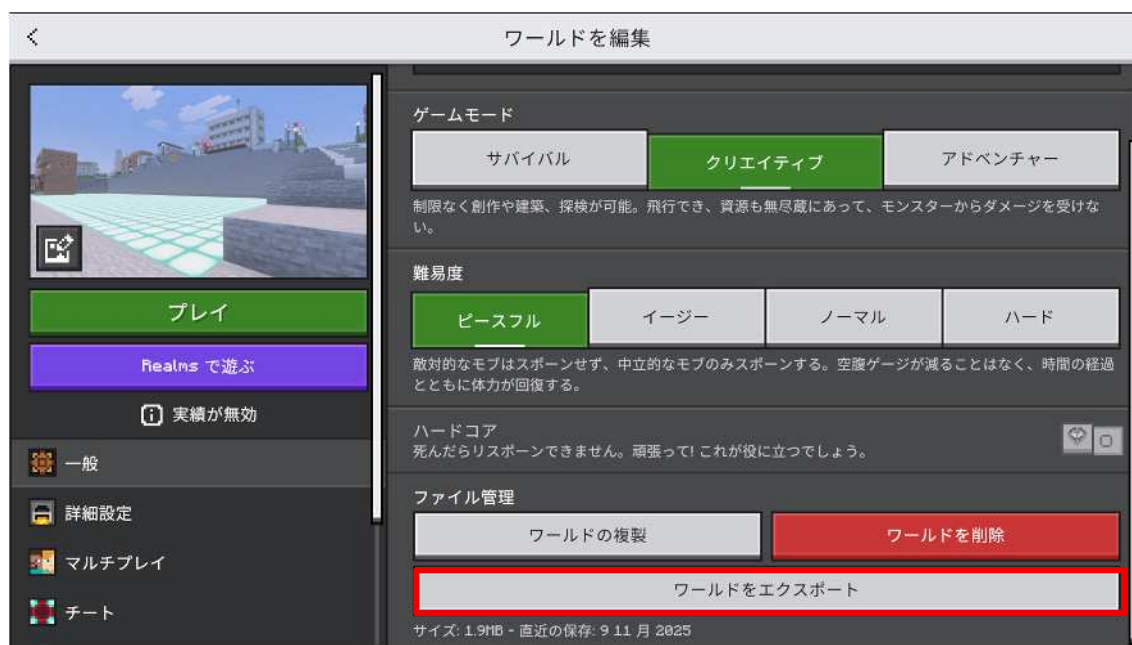 ワールドを編集
ゲームモード
サバイバル
クリエイティブ
アドベンチャー
制限なく創作や建築、探検が可能。飛行でき、資源も無尽蔵にあって、モンスターからダメージを受けな
い。
難易度
ピースフル
イージー
ノーマル
ハード
敵対的なモブはスポーンせず、中立的なモブのみスポーンする。空腹ゲージが減ることはなく、時間の経過
とともに体力が回復する。
ハードコア
死んだらリスポーンできません。頑張って! これが役に立つでしょう。
ファイル管理
ワールドの複製
ワールドを削除
ワールドをエクスポート
サイズ: 1.9MB - 直近の保存: 9 11 月 2025
プレイ
Realms で遊ぶ
実績が無効
一般
詳細設定
マルチプレイ
チート